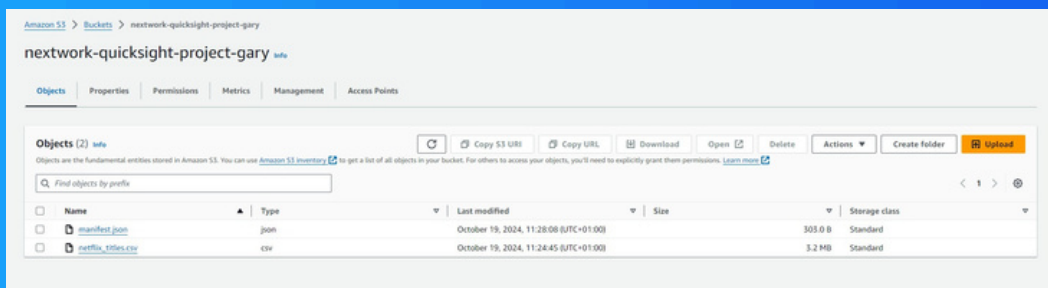 Amazon S3 > Buckets > nextwork-quicksight-project-gary
nextwork-quicksight-project-gary Info
Objects Properties Permissions Metrics Management Access Points
Objects (2) Info
Copy S3 URI Copy URL Download Open Delete Actions Create folder Upload
Objects are the fundamental entities stored in Amazon S3. You can use Amazon S3 inventory to get a list of all objects in your bucket. For others to access your objects, you'll need to explicitly grant them permissions. Learn more
Find objects by prefix
1
Name Type Last modified Size Storage class
manifest.json json October 19, 2024, 11:28:08 (UTC+01:00) 303.0 B Standard
netflix_titles.csv csv October 19, 2024, 11:24:45 (UTC+01:00) 3.2 MB Standard